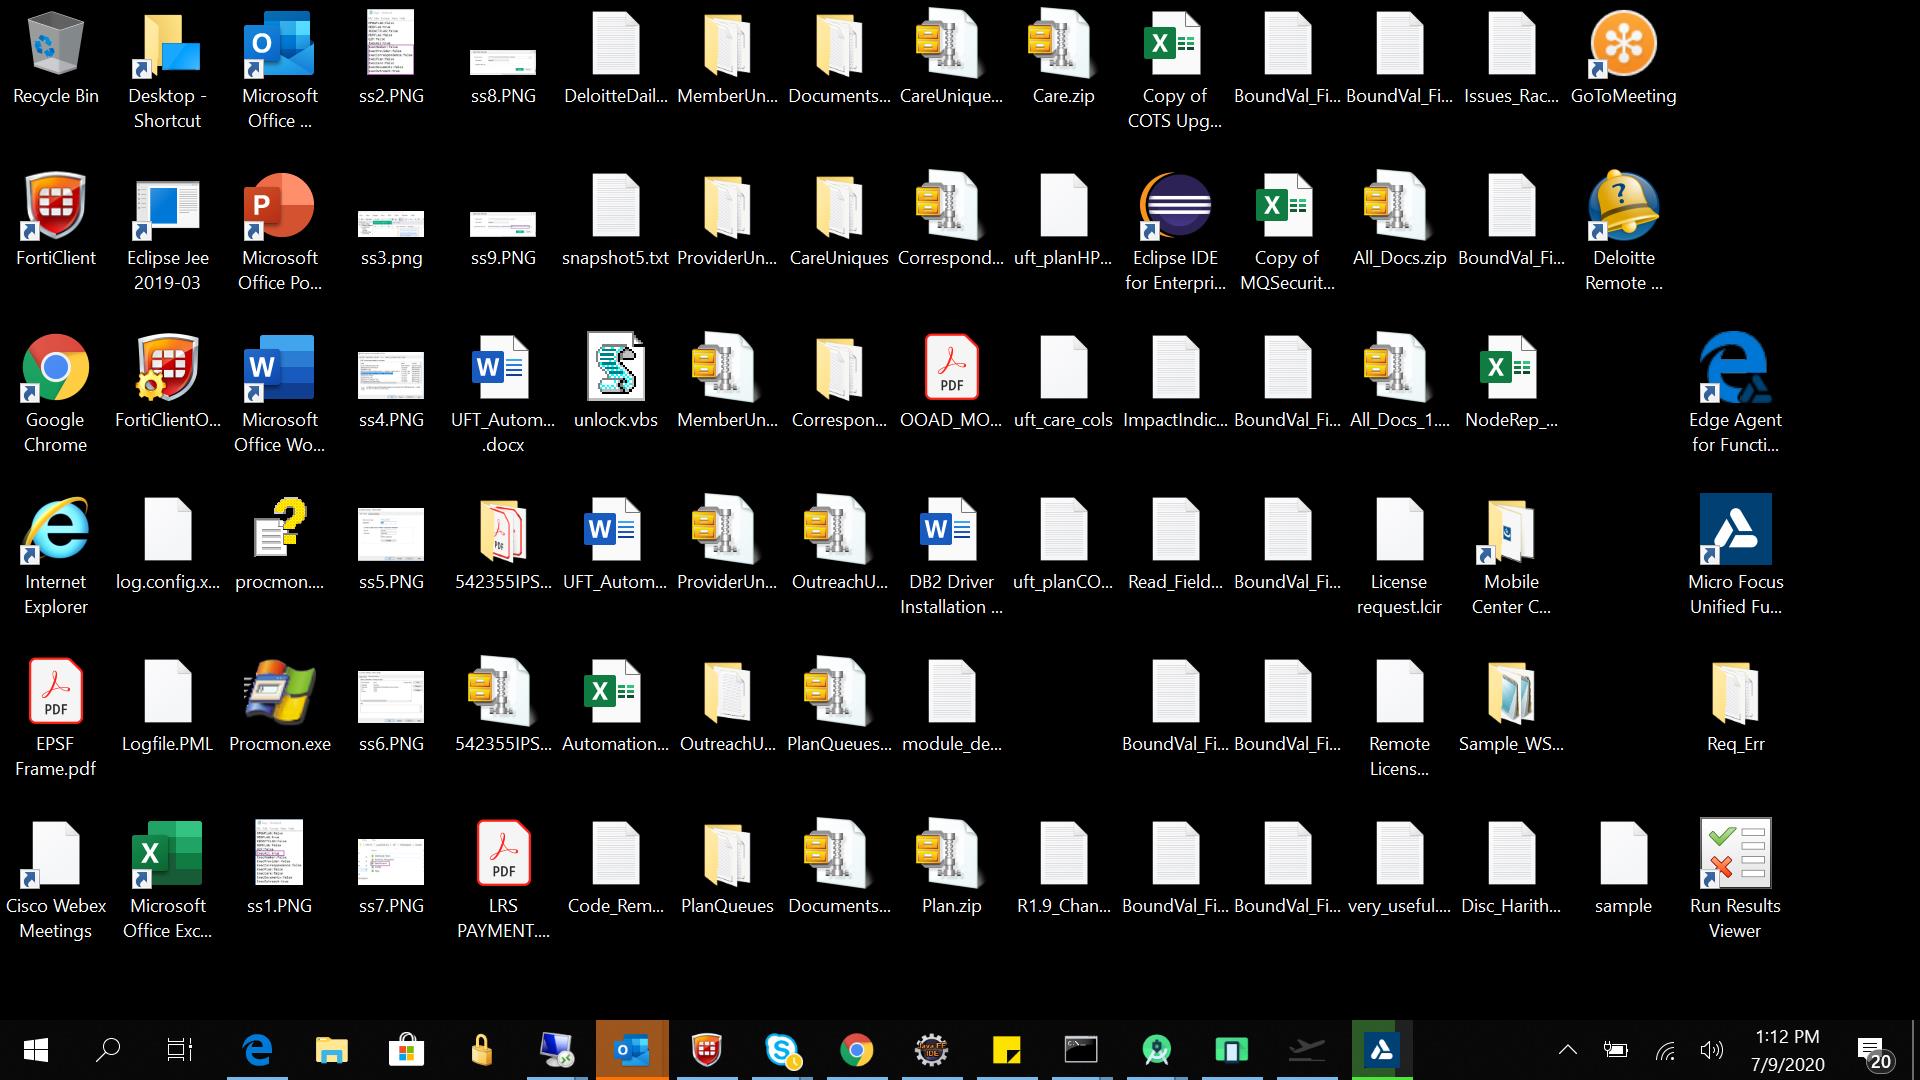 Recycle Bin
Desktop -
Shortcut
Microsoft
Office ...
ss2.PNG
ss8.PNG
DeloitteDail...
MemberUn...
Documents...
CareUnique...
Care.zip
Copy of
COTS Upg...
BoundVal_Fi...
BoundVal_Fi...
Issues_Rac...
GoToMeeting
FortiClient
Eclipse Jee
2019-03
Microsoft
Office Po...
ss3.png
ss9.PNG
snapshot5.txt
ProviderUn...
CareUniques
Correspond...
uft_planHP...
Eclipse IDE
for Enterpri...
Copy of
MQSecurit...
All_Docs.zip
BoundVal_Fi...
Deloitte
Remote ...
Google
Chrome
FortiClientO...
Microsoft
Office Wo...
ss4.PNG
UFT_Autom...
.docx
unlock.vbs
MemberUn...
Correspon...
OOAD_MO...
uft_care_cols
ImpactIndic...
BoundVal_Fi...
All_Docs_1....
NodeRep_...
Edge Agent
for Functi...
Internet
Explorer
log.config.x...
procmon....
ss5.PNG
542355IPS...
UFT_Autom...
ProviderUn...
OutreachU...
DB2 Driver
Installation ...
uft_planCO...
Read_Field...
BoundVal_Fi...
License
request.lcir
Mobile
Center C...
Micro Focus
Unified Fu...
EPSF
Frame.pdf
Logfile.PML
Procmon.exe
ss6.PNG
542355IPS...
Automation...
OutreachU...
PlanQueues...
module_de...
BoundVal_Fi...
BoundVal_Fi...
Remote
Licens...
Sample_WS...
Req_Err
Cisco Webex
Meetings
Microsoft
Office Exc...
ss1.PNG
ss7.PNG
LRS
PAYMENT....
Code_Rem...
PlanQueues
Documents...
Plan.zip
R1.9_Chan...
BoundVal_Fi...
BoundVal_Fi...
very_useful....
Disc_Harith...
sample
Run Results
Viewer
1:12 PM
7/9/2020
20